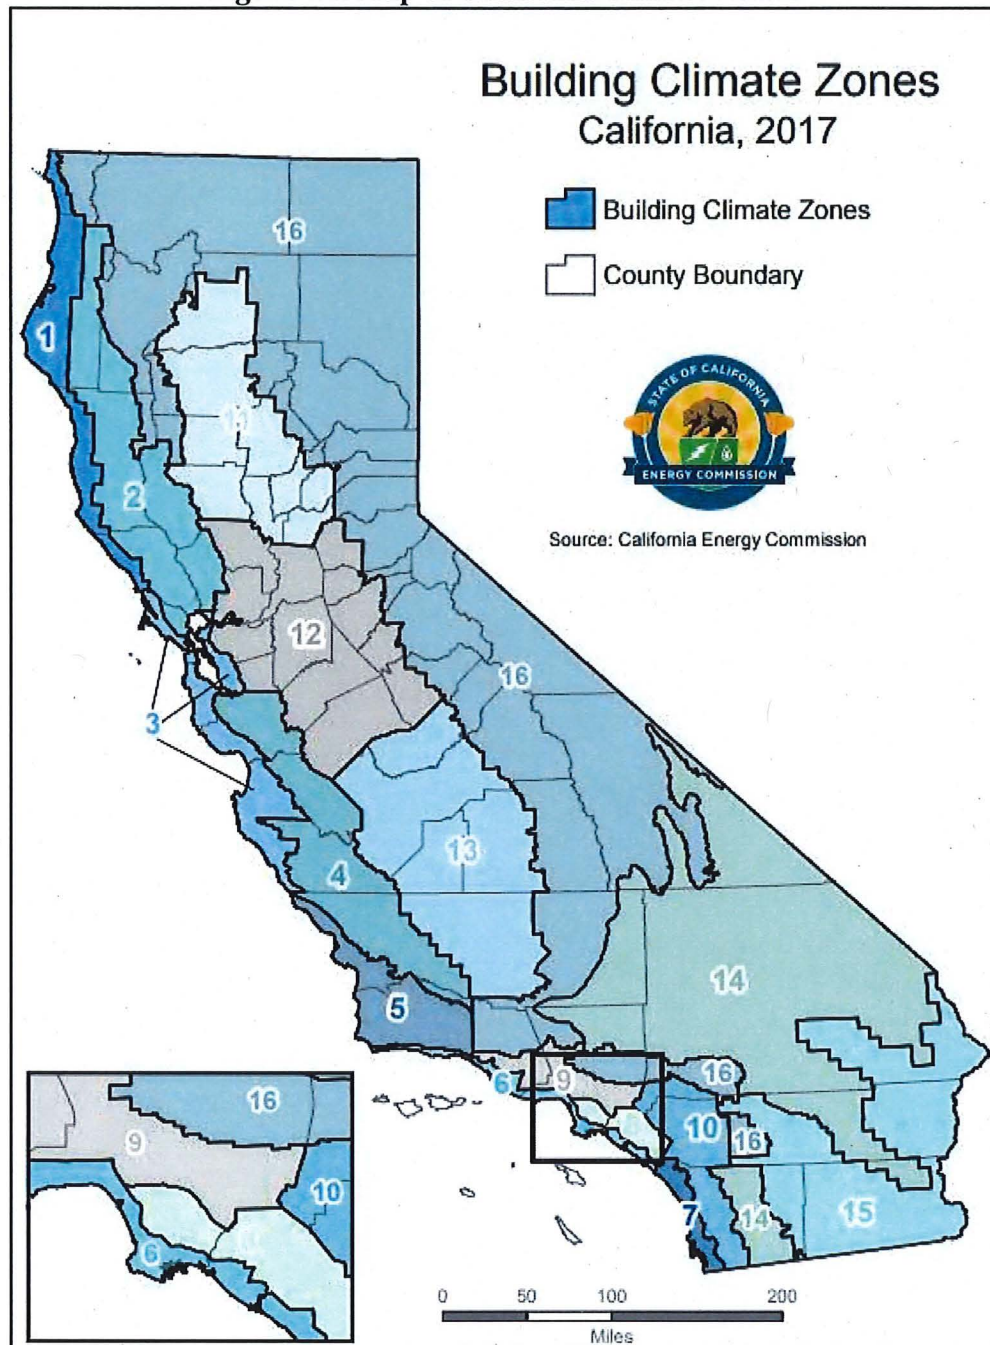 Building Climate Zones
California, 2017
Building Climate Zones
County Boundary
STATE OF CALIFORNIA
ENERGY COMMISSION
Source: California Energy Commission
16
1
11
2
12
16
3
13
4
14
5
16
6
9
10
16
7
14
15
16
9
10
6
0 50 100 200
Miles